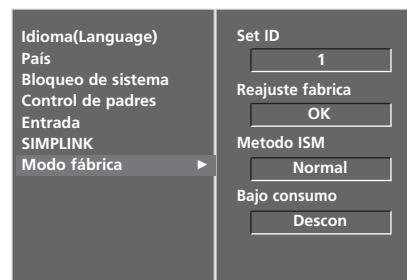 Idioma(Language)
País
Bloqueo de sistema
Control de padres
Entrada
SIMPLINK
Modo fábrica ►
Set ID
1
Reajuste fabrica
OK
Metodo ISM
Normal
Bajo consumo
Descon